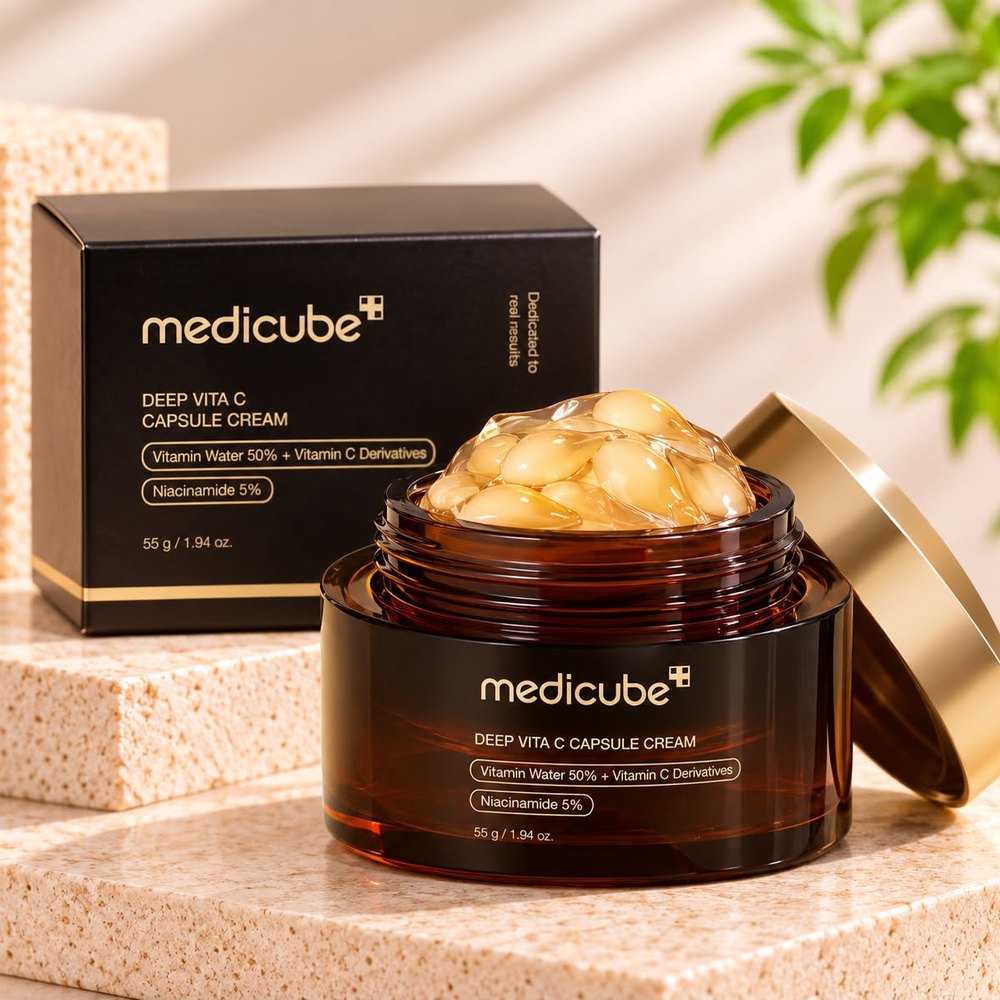 medicube
Dedicated to
real results
DEEP VITA C
CAPSULE CREAM
Vitamin Water 50% + Vitamin C Derivatives
Niacinamide 5%
55 g / 1.94 oz.
medicube
DEEP VITA C CAPSULE CREAM
Vitamin Water 50% + Vitamin C Derivatives
Niacinamide 5%
55 g / 1.94 oz.